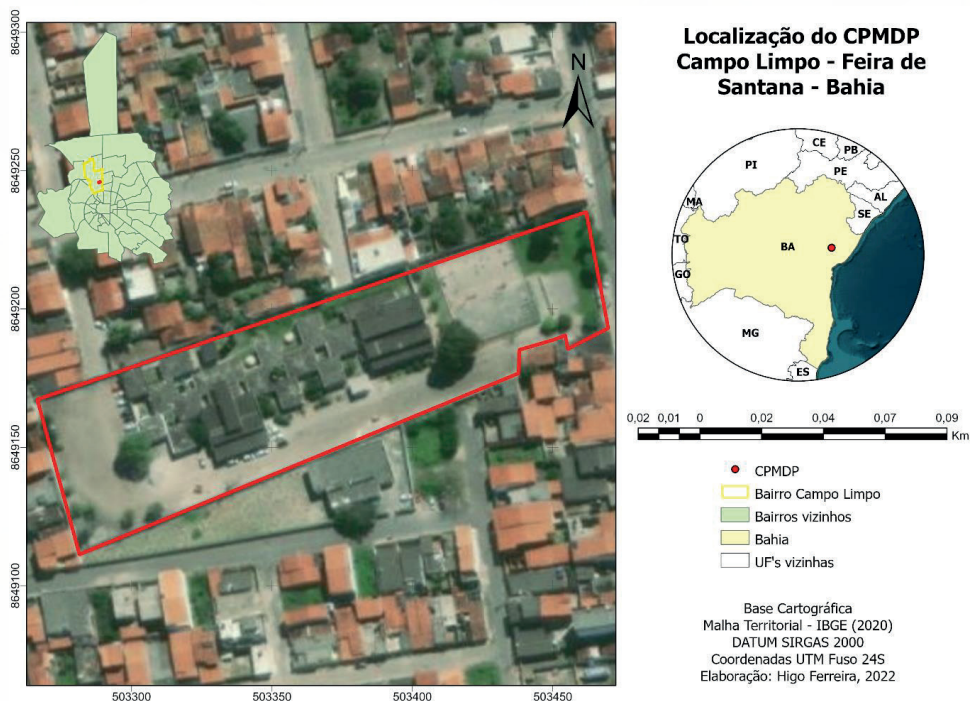 8649300
8649250
8649200
8649150
8649100
503300
503350
503400
503450
N
Localização do CPMDP
Campo Limpo - Feira de
Santana - Bahia
CE
PB
PI
PE
MA
AL
SE
TO
BA
GO
MG
ES
0,02 0,01 0 0,02 0,04 0,07 0,09
Km
CPMDP
Bairro Campo Limpo
Bairros vizinhos
Bahia
UF's vizinhas
Base Cartográfica
Malha Territorial - IBGE (2020)
DATUM SIRGAS 2000
Coordenadas UTM Fuso 24S
Elaboração: Higo Ferreira, 2022